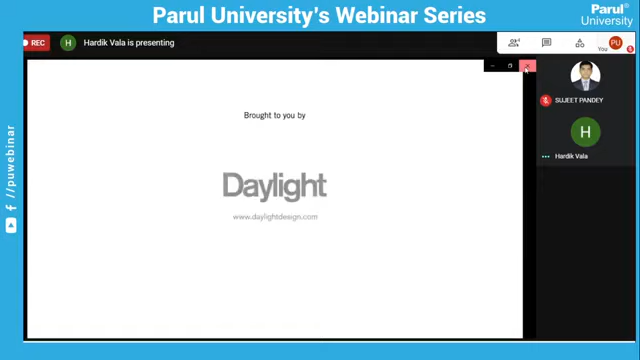 Parul University's Webinar Series
Parul®
University
REC
H
Hardik Vala is presenting
You
PU
Brought to you by
Daylight
www.daylightdesign.com
SUJEET PANDEY
H
Hardik Vala
//puwebinar